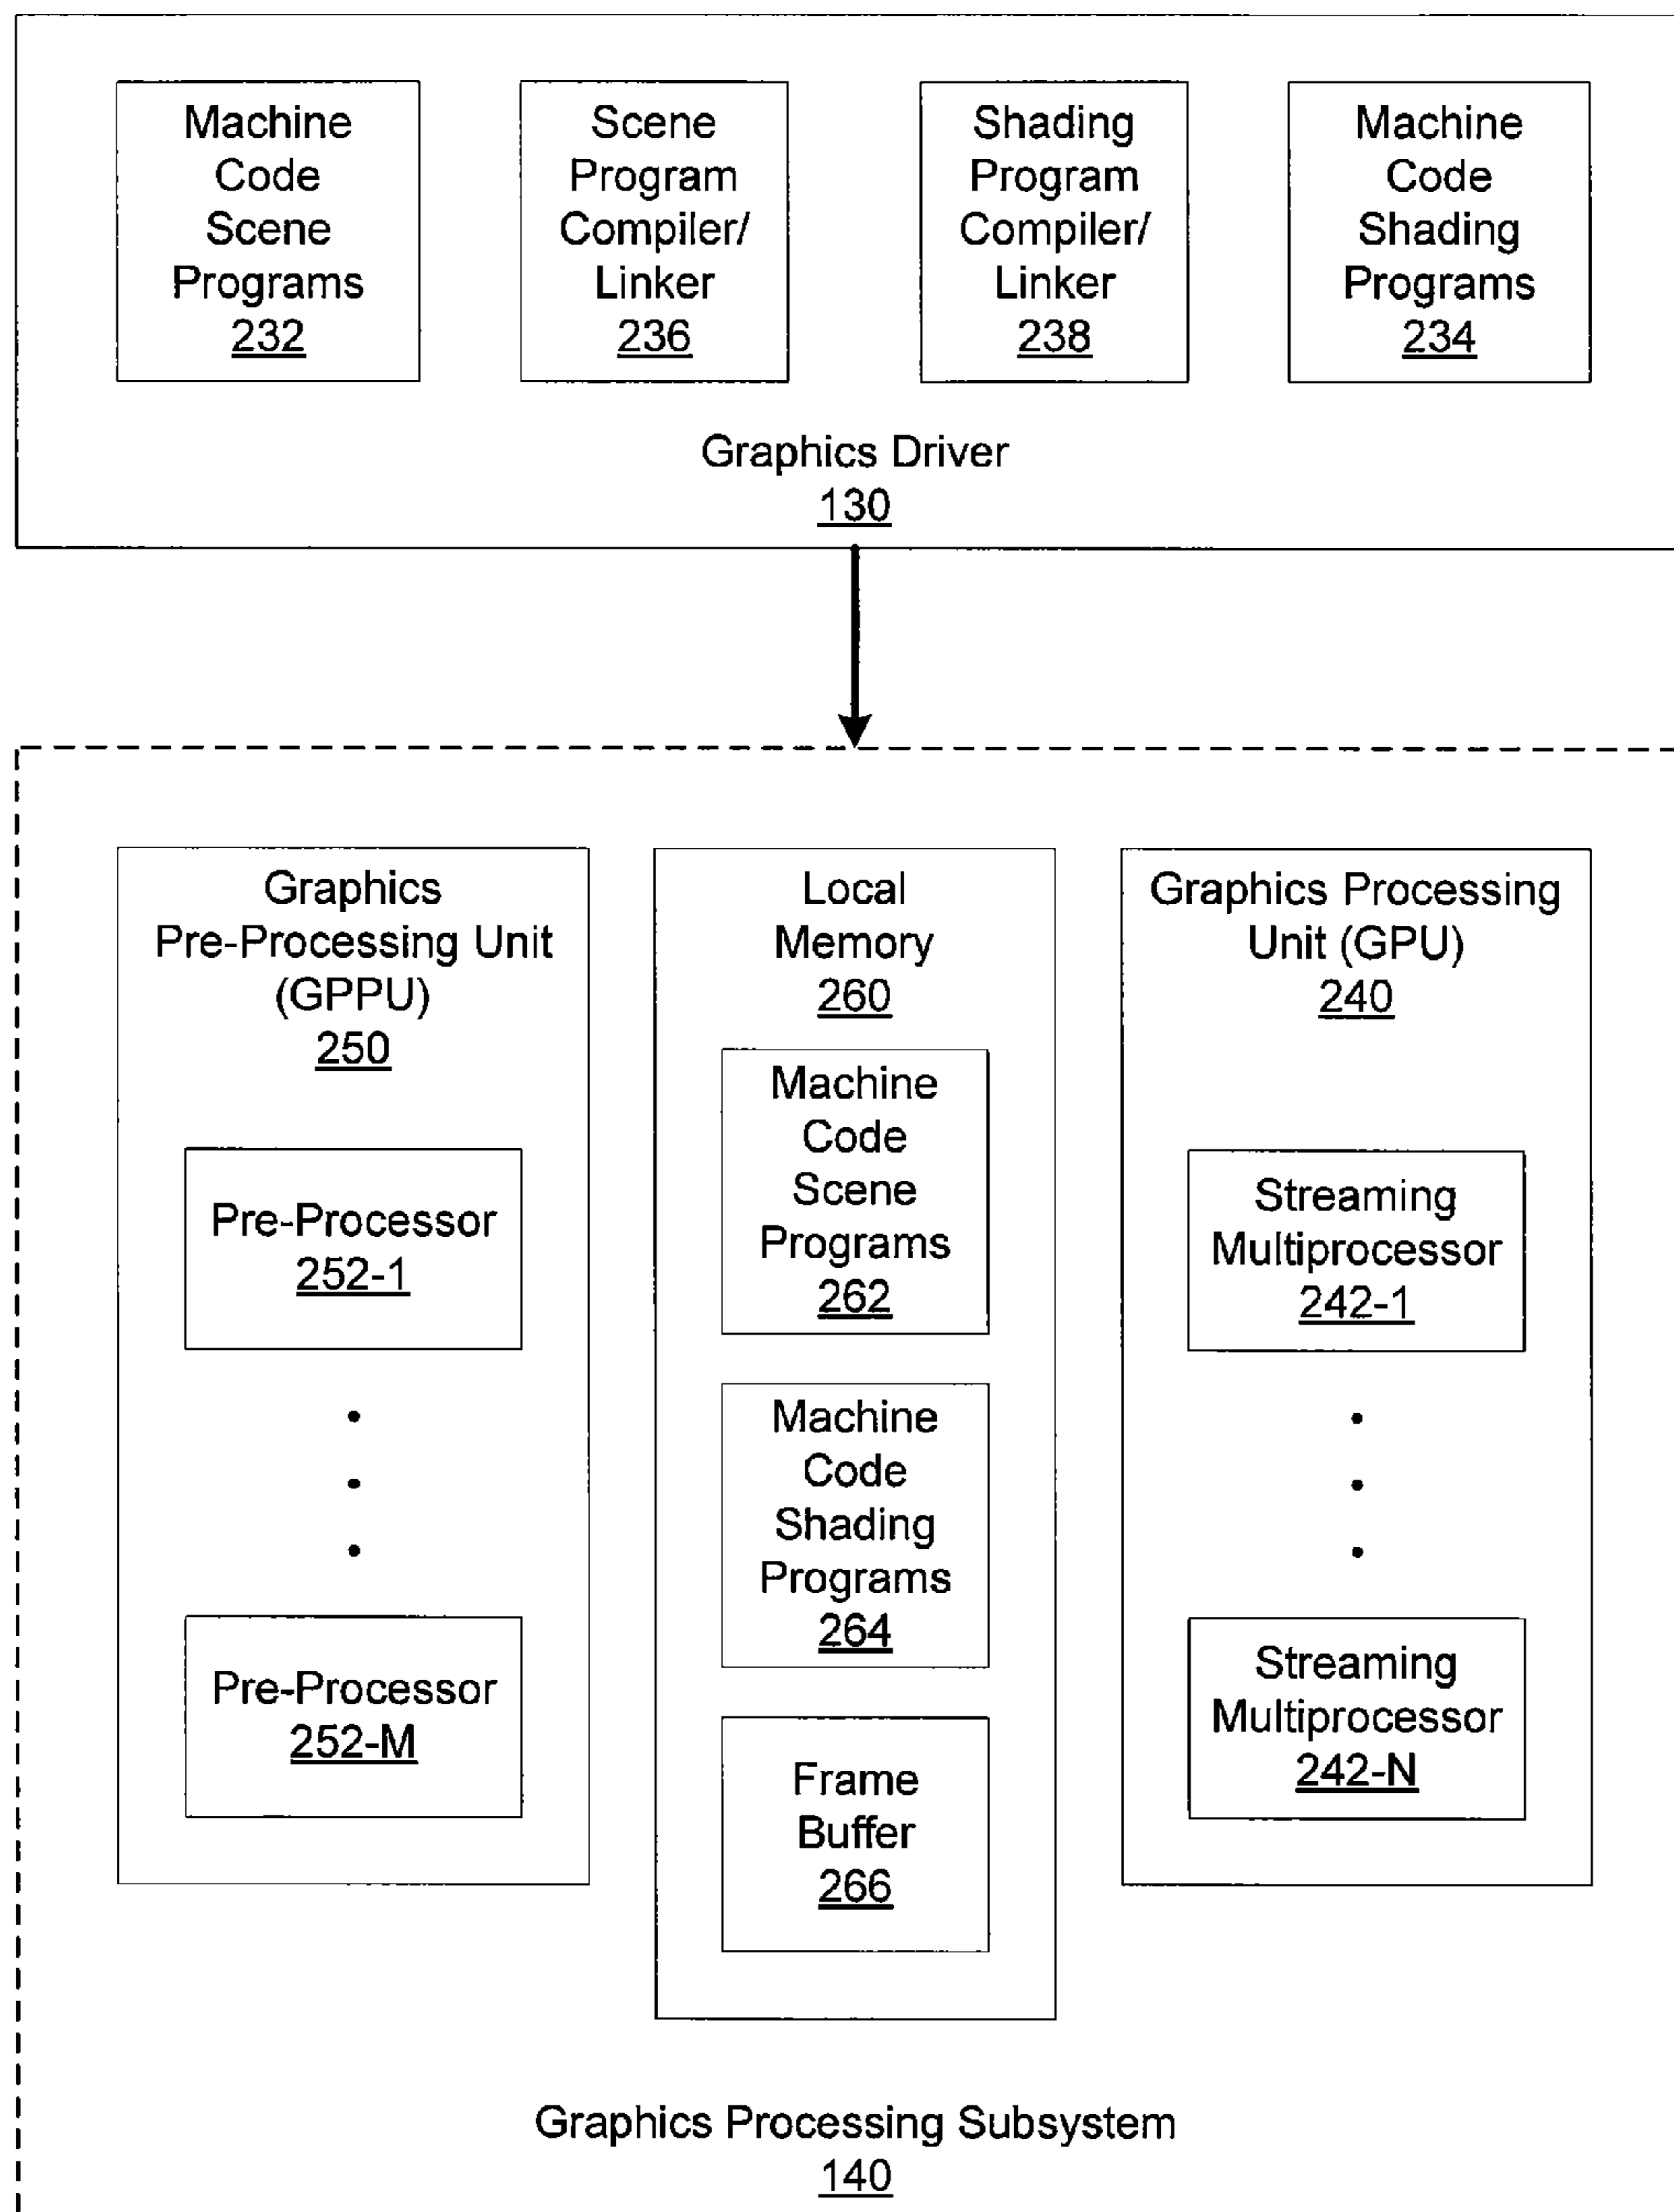 Machine
Code
Scene
Programs
232
Scene
Program
Compiler/
Linker
236
Shading
Program
Compiler/
Linker
238
Machine
Code
Shading
Programs
234
Graphics Driver
130
Graphics
Pre-Processing Unit
(GPPU)
250
Pre-Processor
252-1
Pre-Processor
252-M
Local
Memory
260
Machine
Code
Scene
Programs
262
Machine
Code
Shading
Programs
264
Frame
Buffer
266
Graphics Processing
Unit (GPU)
240
Streaming
Multiprocessor
242-1
Streaming
Multiprocessor
242-N
Graphics Processing Subsystem
140